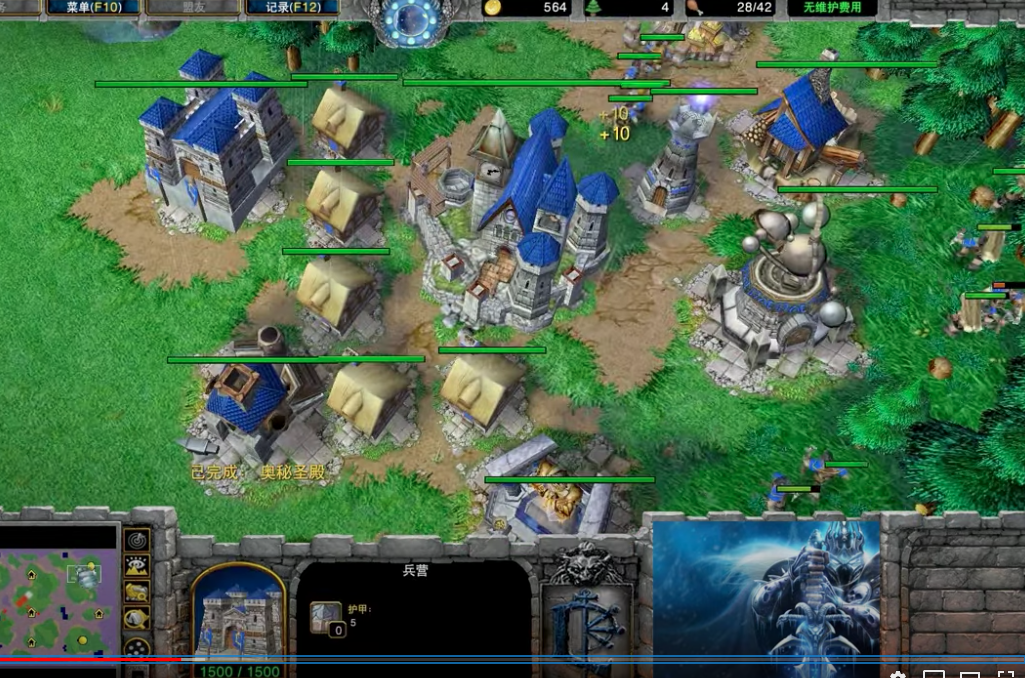 务
菜单(F10)
盟友
记录(F12)
564
4
28/42
无维护费用
+10
+10
已完成: 奥秘圣殿
兵营
护甲:
5
0
1500 / 1500